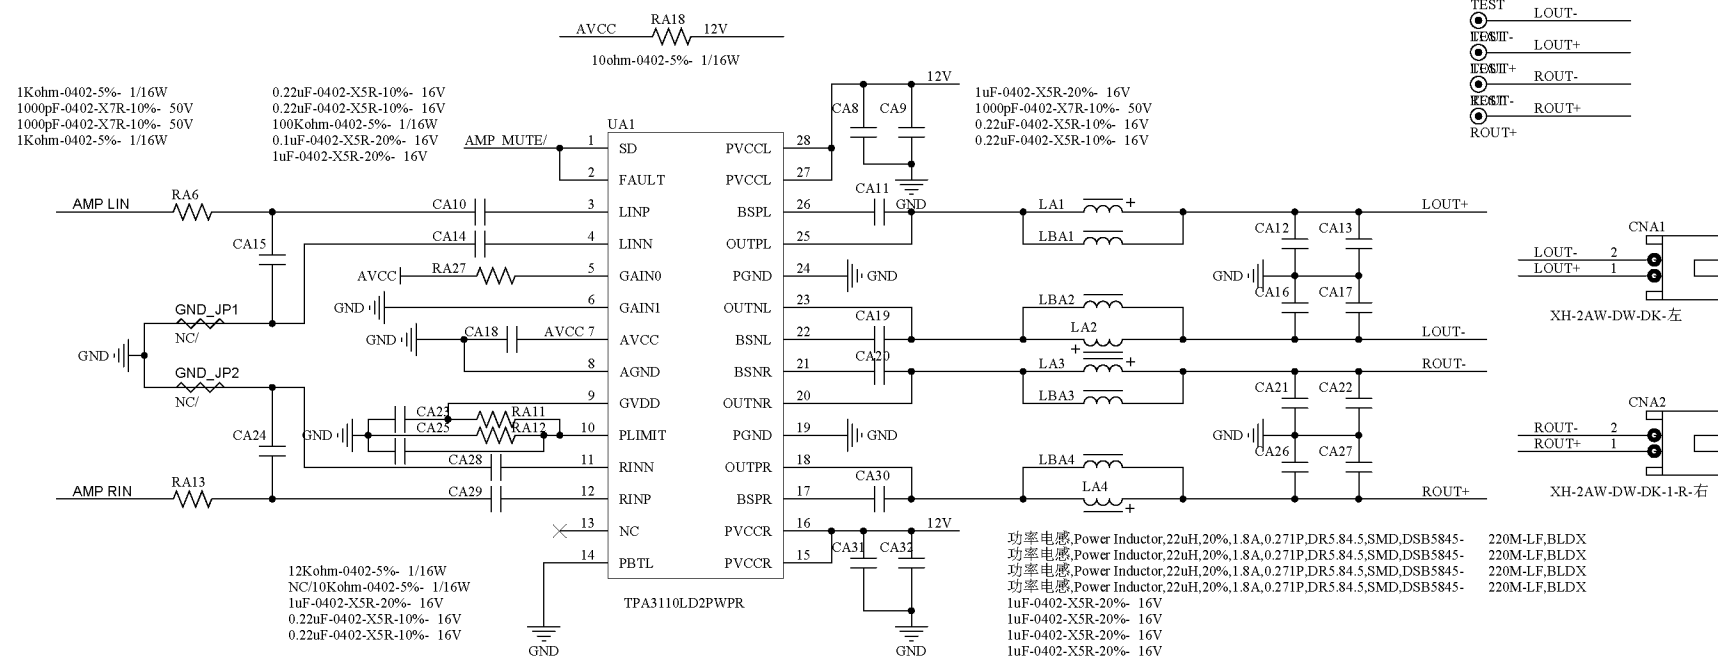 AVCC RA18 12V
10ohm-0402-5%- 1/16W
TEST
LOUT-
LOUT+
ROUT-
ROUT+
ROUT+
1Kohm-0402-5%- 1/16W
1000pF-0402-X7R-10%- 50V
1000pF-0402-X7R-10%- 50V
1Kohm-0402-5%- 1/16W
0.22uF-0402-X5R-10%- 16V
0.22uF-0402-X5R-10%- 16V
100Kohm-0402-5%- 1/16W
0.1uF-0402-X5R-20%- 16V
1uF-0402-X5R-20%- 16V
12V
CA8 CA9
1uF-0402-X5R-20%- 16V
1000pF-0402-X7R-10%- 50V
0.22uF-0402-X5R-10%- 16V
0.22uF-0402-X5R-10%- 16V
UA1
AMP_MUTE/ 1 SD PVCCL 28
2 FAULT PVCCL 27
GND
AMP LIN RA6 CA10 3 LINP BSPL 26 CA11 LA1 + LOUT+
CA15 CA14 4 LINN OUTPL 25 LBA1 CA12 CA13
AVCC RA27 5 GAIN0 PGND 24 GND GND
GND 6 GAIN1 OUTNL 23 LBA2 CA16 CA17
GND CA18 AVCC 7 AVCC BSNL 22 CA19 LA2 + LOUT-
8 AGND BSNR 21 CA20 LA3 + ROUT-
9 GVDD OUTNR 20 LBA3 CA21 CA22
GND_JP1
NC/
GND
GND_JP2
NC/
CA24
GND CA23 RA11
CA25 RA12 10 PLIMIT PGND 19 GND GND
CA28 11 RINN OUTPR 18 LBA4 CA26 CA27
AMP RIN RA13 CA29 12 RINP BSPR 17 CA30 LA4 + ROUT+
13 NC PVCCR 16 12V
14 PBTL PVCCR 15 CA31 CA32
TPA3110LD2PWPR
GND
GND
CNA1
LOUT- 2
LOUT+ 1
XH-2AW-DW-DK-左
CNA2
ROUT- 2
ROUT+ 1
XH-2AW-DW-DK-1-R-右
12Kohm-0402-5%- 1/16W
NC/10Kohm-0402-5%- 1/16W
1uF-0402-X5R-20%- 16V
0.22uF-0402-X5R-10%- 16V
0.22uF-0402-X5R-10%- 16V
功率电感,Power Inductor,22uH,20%,1.8A,0.271P,DR5.84.5,SMD,DSB5845- 220M-LF,BLDX
功率电感,Power Inductor,22uH,20%,1.8A,0.271P,DR5.84.5,SMD,DSB5845- 220M-LF,BLDX
功率电感,Power Inductor,22uH,20%,1.8A,0.271P,DR5.84.5,SMD,DSB5845- 220M-LF,BLDX
功率电感,Power Inductor,22uH,20%,1.8A,0.271P,DR5.84.5,SMD,DSB5845- 220M-LF,BLDX
1uF-0402-X5R-20%- 16V
1uF-0402-X5R-20%- 16V
1uF-0402-X5R-20%- 16V
1uF-0402-X5R-20%- 16V